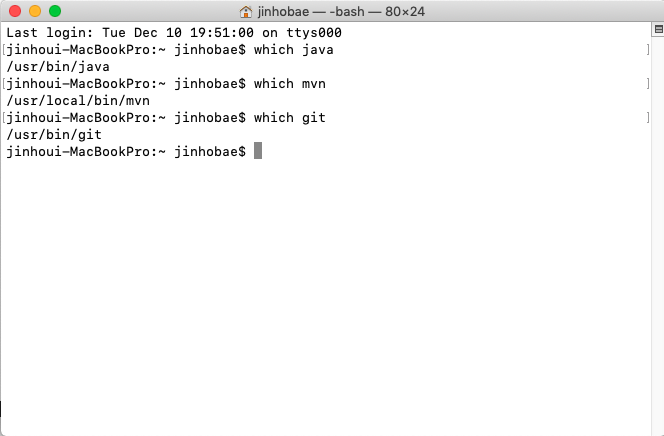 jinhobae — -bash — 80×24
Last login: Tue Dec 10 19:51:00 on ttys000
[jinhoui-MacBookPro:~ jinhobae$ which java ]
/usr/bin/java
[jinhoui-MacBookPro:~ jinhobae$ which mvn ]
/usr/local/bin/mvn
[jinhoui-MacBookPro:~ jinhobae$ which git ]
/usr/bin/git
jinhoui-MacBookPro:~ jinhobae$